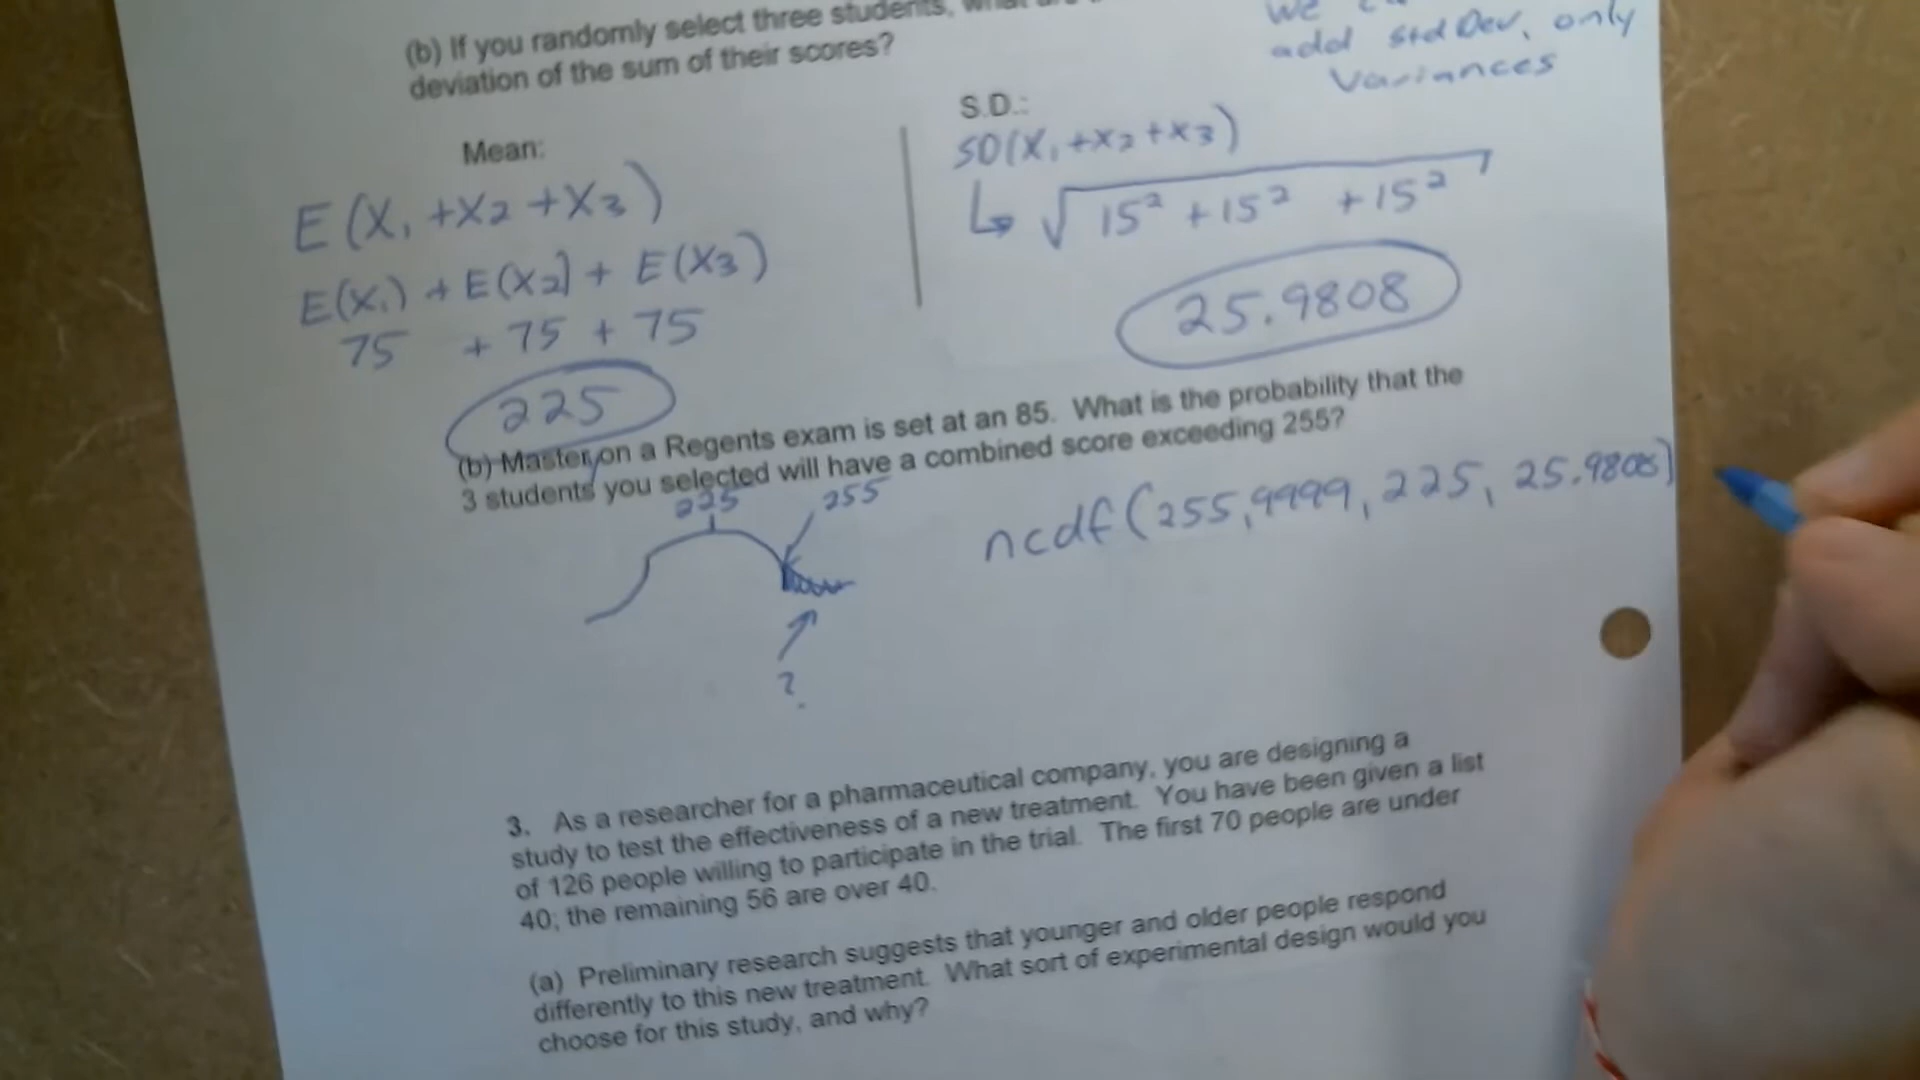 (b) If you randomly select three students,
deviation of the sum of their scores?
we
add Std Dev, only
Variances
Mean:
E(X1 +X2 +X3)
E(X1) + E(X2) + E(X3)
75 + 75 + 75
225
S.D.:
SD(X1 +X2 +X3)
↳ √15² +15² +15²
25.9808
(b) Mastery on a Regents exam is set at an 85. What is the probability that the
3 students you selected will have a combined score exceeding 255?
225 255
?
ncdf(255,9999, 225, 25.9808)
3. As a researcher for a pharmaceutical company, you are designing a
study to test the effectiveness of a new treatment. You have been given a list
of 126 people willing to participate in the trial. The first 70 people are under
40; the remaining 56 are over 40.
(a) Preliminary research suggests that younger and older people respond
differently to this new treatment. What sort of experimental design would you
choose for this study, and why?